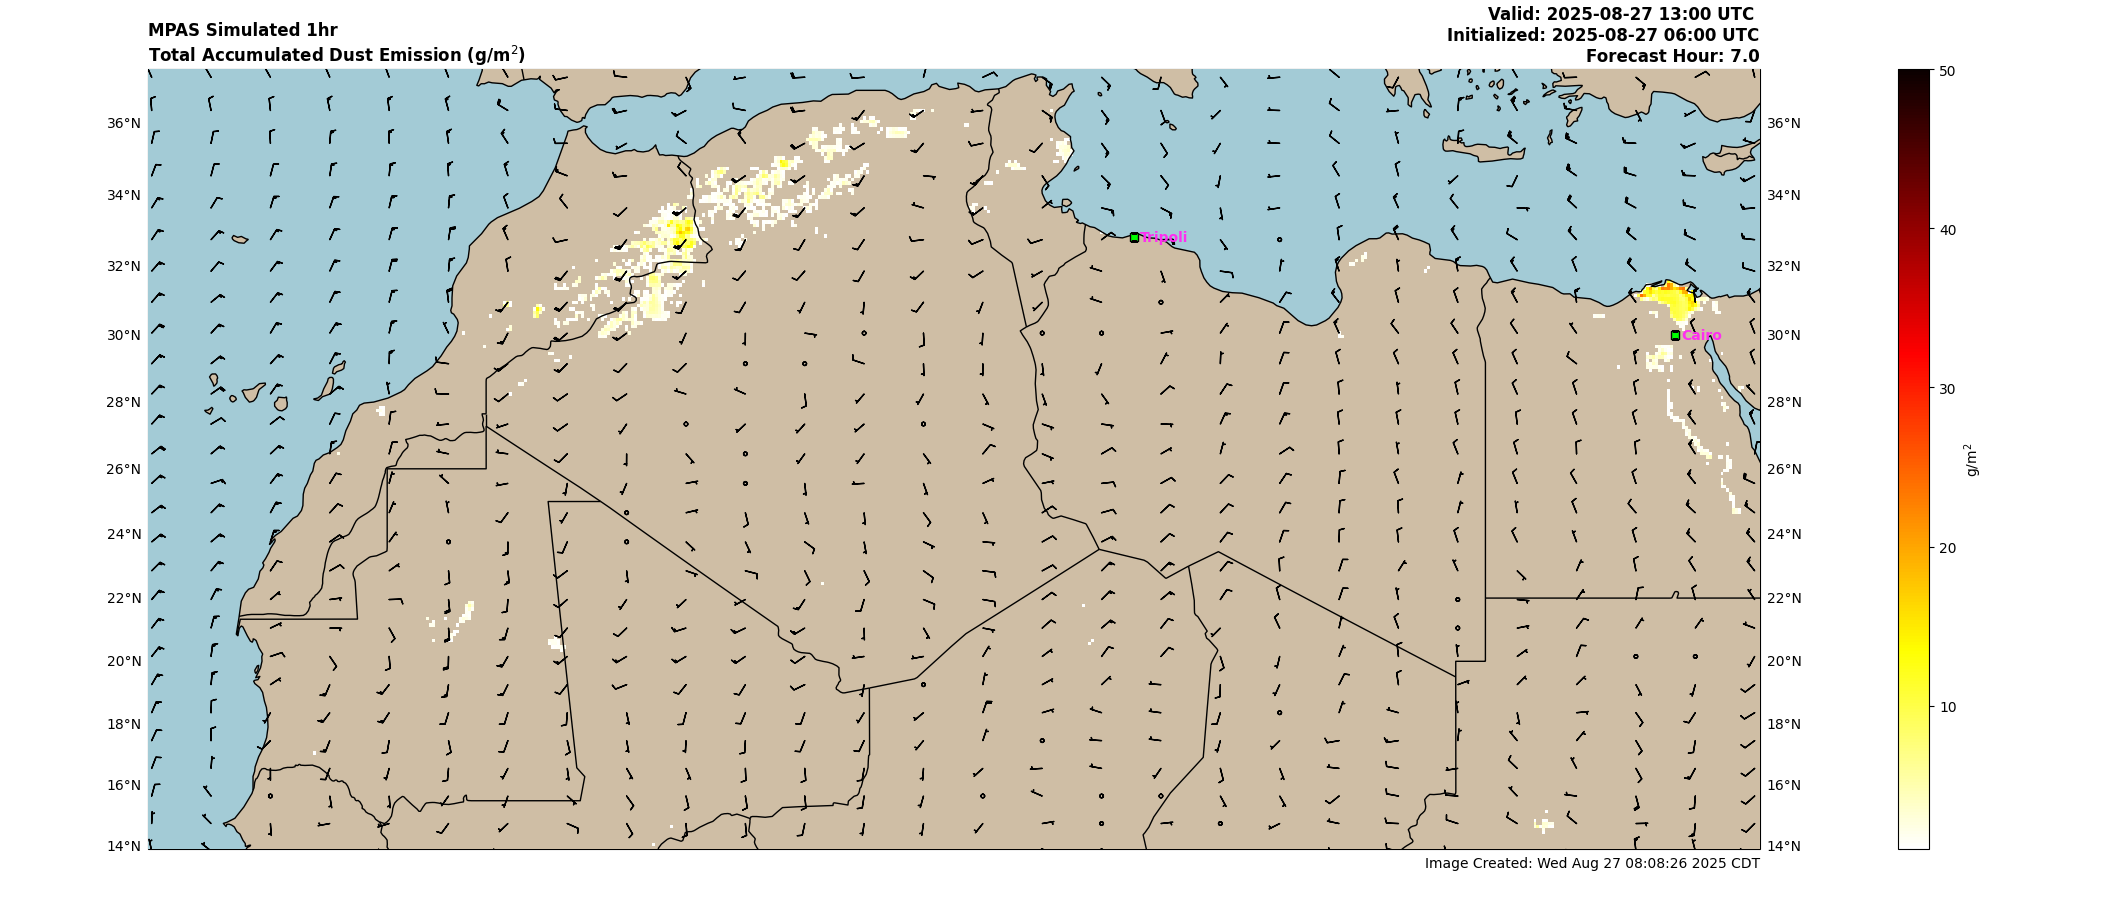 MPAS Simulated 1hr
Total Accumulated Dust Emission (g/m²)
Valid: 2025-08-27 13:00 UTC
Initialized: 2025-08-27 06:00 UTC
Forecast Hour: 7.0
36°N
34°N
32°N
30°N
28°N
26°N
24°N
22°N
20°N
18°N
16°N
14°N
Tripoli
Cairo
36°N
34°N
32°N
30°N
28°N
26°N
24°N
22°N
20°N
18°N
16°N
14°N
50
40
30
20
10
g/m²
Image Created: Wed Aug 27 08:08:26 2025 CDT